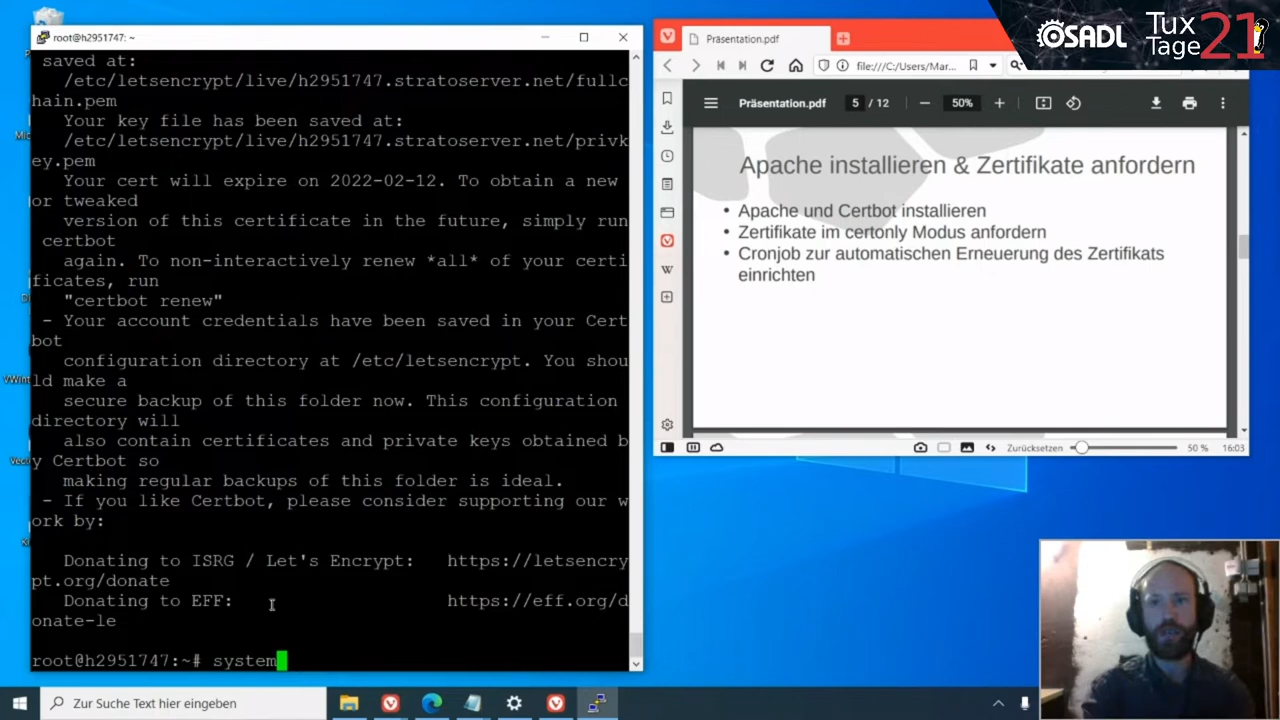 root@h2951747: ~
saved at:
/etc/letsencrypt/live/h2951747.stratoserver.net/fullc
hain.pem
Your key file has been saved at:
/etc/letsencrypt/live/h2951747.stratoserver.net/privk
ey.pem
Your cert will expire on 2022-02-12. To obtain a new
or tweaked
version of this certificate in the future, simply run
certbot
again. To non-interactively renew *all* of your certi
ficates, run
"certbot renew"
- Your account credentials have been saved in your Cert
bot
configuration directory at /etc/letsencrypt. You shou
ld make a
secure backup of this folder now. This configuration
directory will
also contain certificates and private keys obtained b
y Certbot so
making regular backups of this folder is ideal.
- If you like Certbot, please consider supporting our w
ork by:
Donating to ISRG / Let's Encrypt: https://letsencry
pt.org/donate
Donating to EFF: https://eff.org/d
onate-le
root@h2951747:~# system
Präsentation.pdf
file:///C:/Users/Mar...
Präsentation.pdf 5 / 12 50%
Apache installieren & Zertifikate anfordern
• Apache und Certbot installieren
• Zertifikate im certonly Modus anfordern
• Cronjob zur automatischen Erneuerung des Zertifikats
einrichten
Zurücksetzen 50 % 16:03
OSADL
Tux
Tage
21
Zur Suche Text hier eingeben